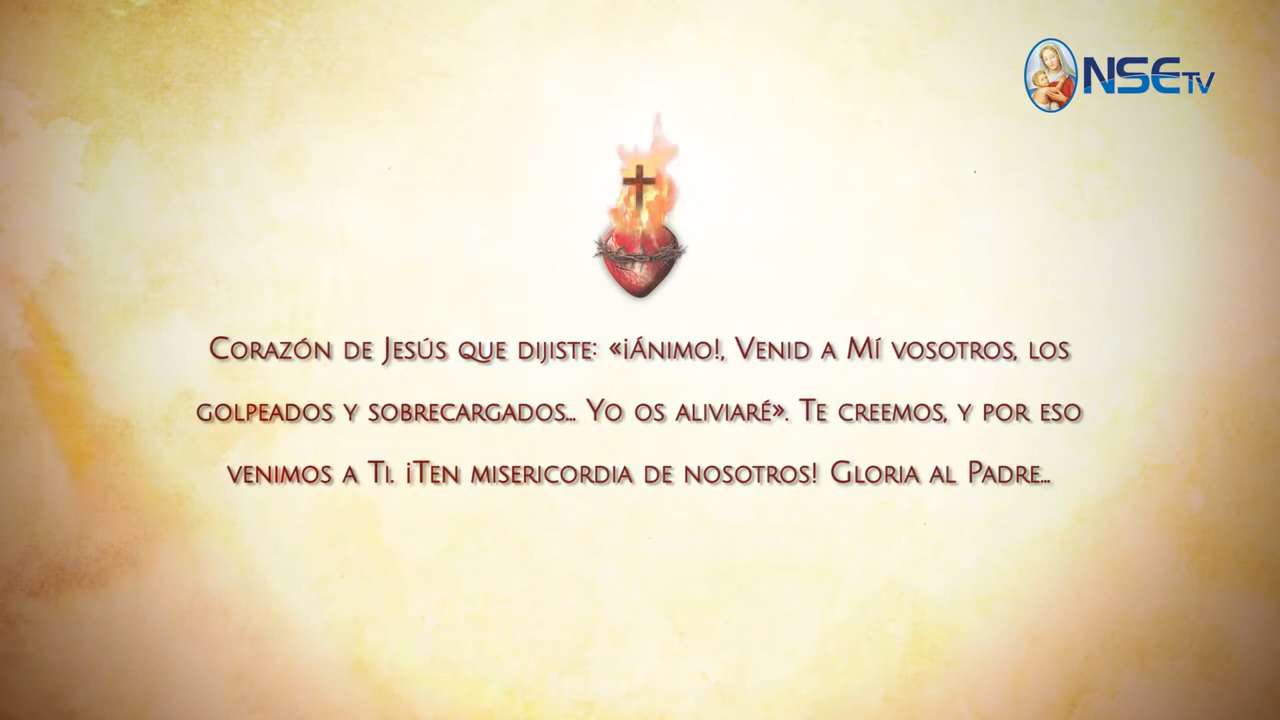 NSETV
Corazón de Jesús que dijiste: «¡Ánimo!, Venid a Mí vosotros, los
golpeados y sobrecargados... Yo os aliviaré». Te creemos, y por eso
venimos a Ti. ¡Ten misericordia de nosotros! Gloria al Padre...